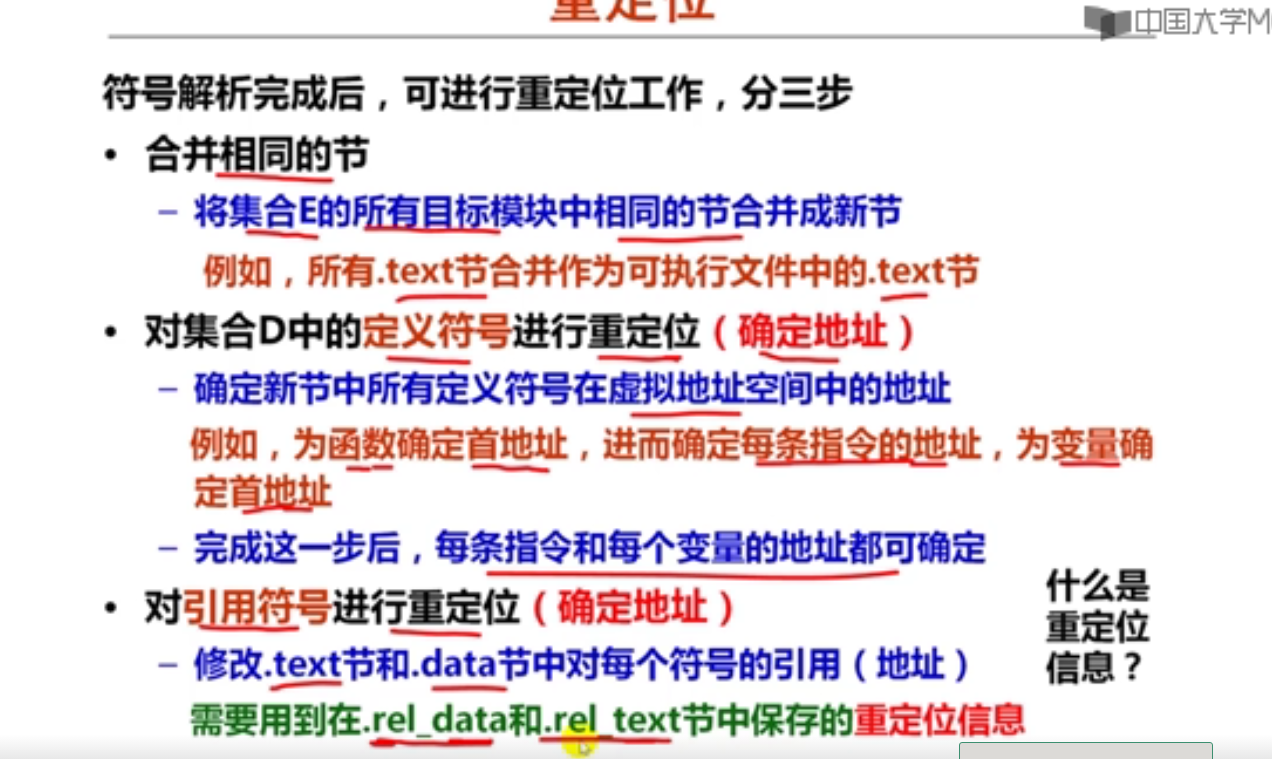 重定位
中国大学M
符号解析完成后，可进行重定位工作，分三步
• 合并相同的节
– 将集合E的所有目标模块中相同的节合并成新节
例如，所有.text节合并作为可执行文件中的.text节
• 对集合D中的定义符号进行重定位（确定地址）
– 确定新节中所有定义符号在虚拟地址空间中的地址
例如，为函数确定首地址，进而确定每条指令的地址，为变量确
定首地址
– 完成这一步后，每条指令和每个变量的地址都可确定
• 对引用符号进行重定位（确定地址）
– 修改.text节和.data节中对每个符号的引用（地址）
需要用到在.rel_data和.rel_text节中保存的重定位信息
什么是
重定位
信息？